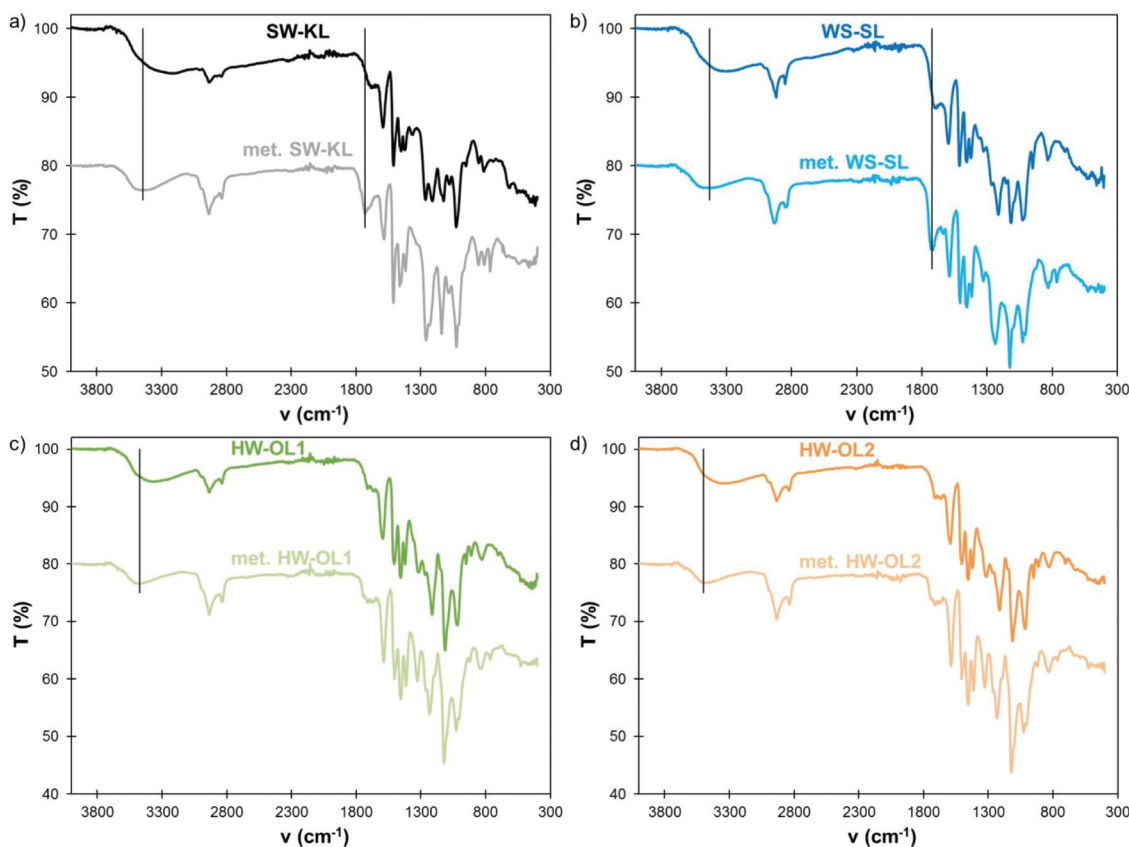 a)
SW-KL
met. SW-KL
100
90
80
70
60
50
T (%)
3800 3300 2800 2300 1800 1300 800 300
ν (cm-1)
b)
WS-SL
met. WS-SL
100
90
80
70
60
50
T (%)
3800 3300 2800 2300 1800 1300 800 300
ν (cm-1)
c)
HW-OL1
met. HW-OL1
100
90
80
70
60
50
40
T (%)
3800 3300 2800 2300 1800 1300 800 300
ν (cm-1)
d)
HW-OL2
met. HW-OL2
100
90
80
70
60
50
40
T (%)
3800 3300 2800 2300 1800 1300 800 300
ν (cm-1)